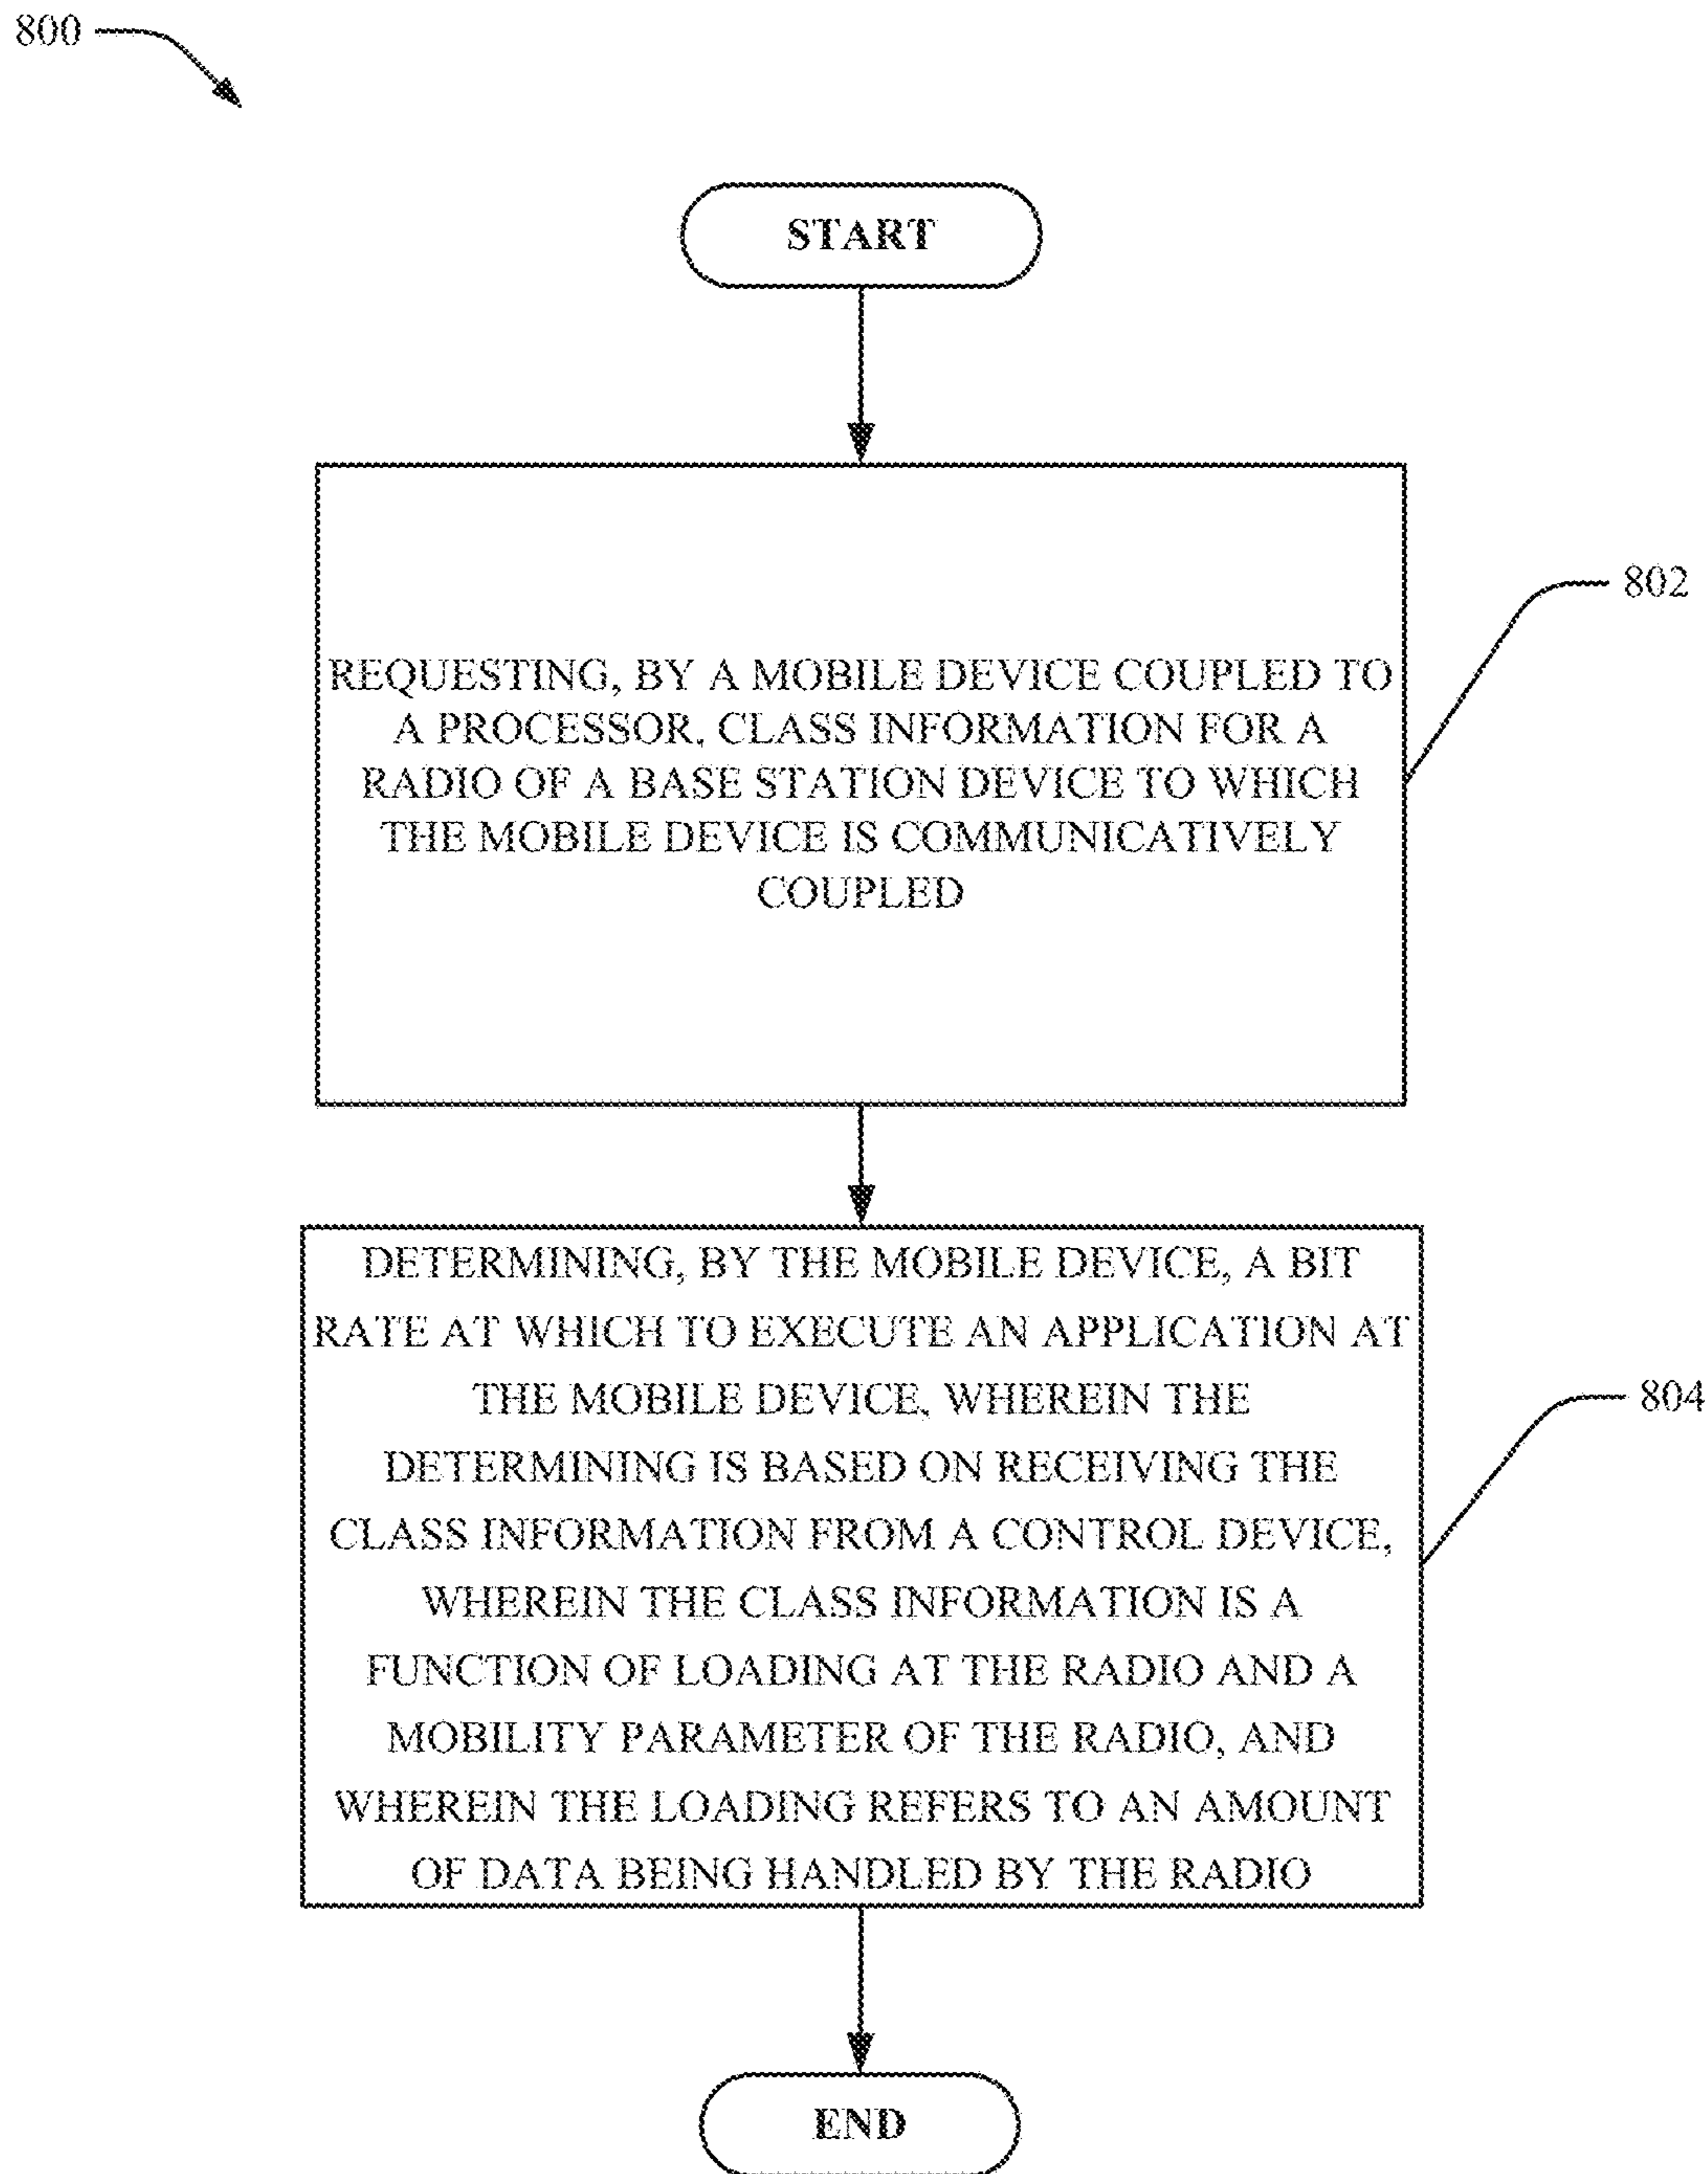 800
START
REQUESTING, BY A MOBILE DEVICE COUPLED TO
A PROCESSOR, CLASS INFORMATION FOR A
RADIO OF A BASE STATION DEVICE TO WHICH
THE MOBILE DEVICE IS COMMUNICATIVELY
COUPLED
802
DETERMINING, BY THE MOBILE DEVICE, A BIT
RATE AT WHICH TO EXECUTE AN APPLICATION AT
THE MOBILE DEVICE, WHEREIN THE
DETERMINING IS BASED ON RECEIVING THE
CLASS INFORMATION FROM A CONTROL DEVICE,
WHEREIN THE CLASS INFORMATION IS A
FUNCTION OF LOADING AT THE RADIO AND A
MOBILITY PARAMETER OF THE RADIO, AND
WHEREIN THE LOADING REFERS TO AN AMOUNT
OF DATA BEING HANDLED BY THE RADIO
804
END